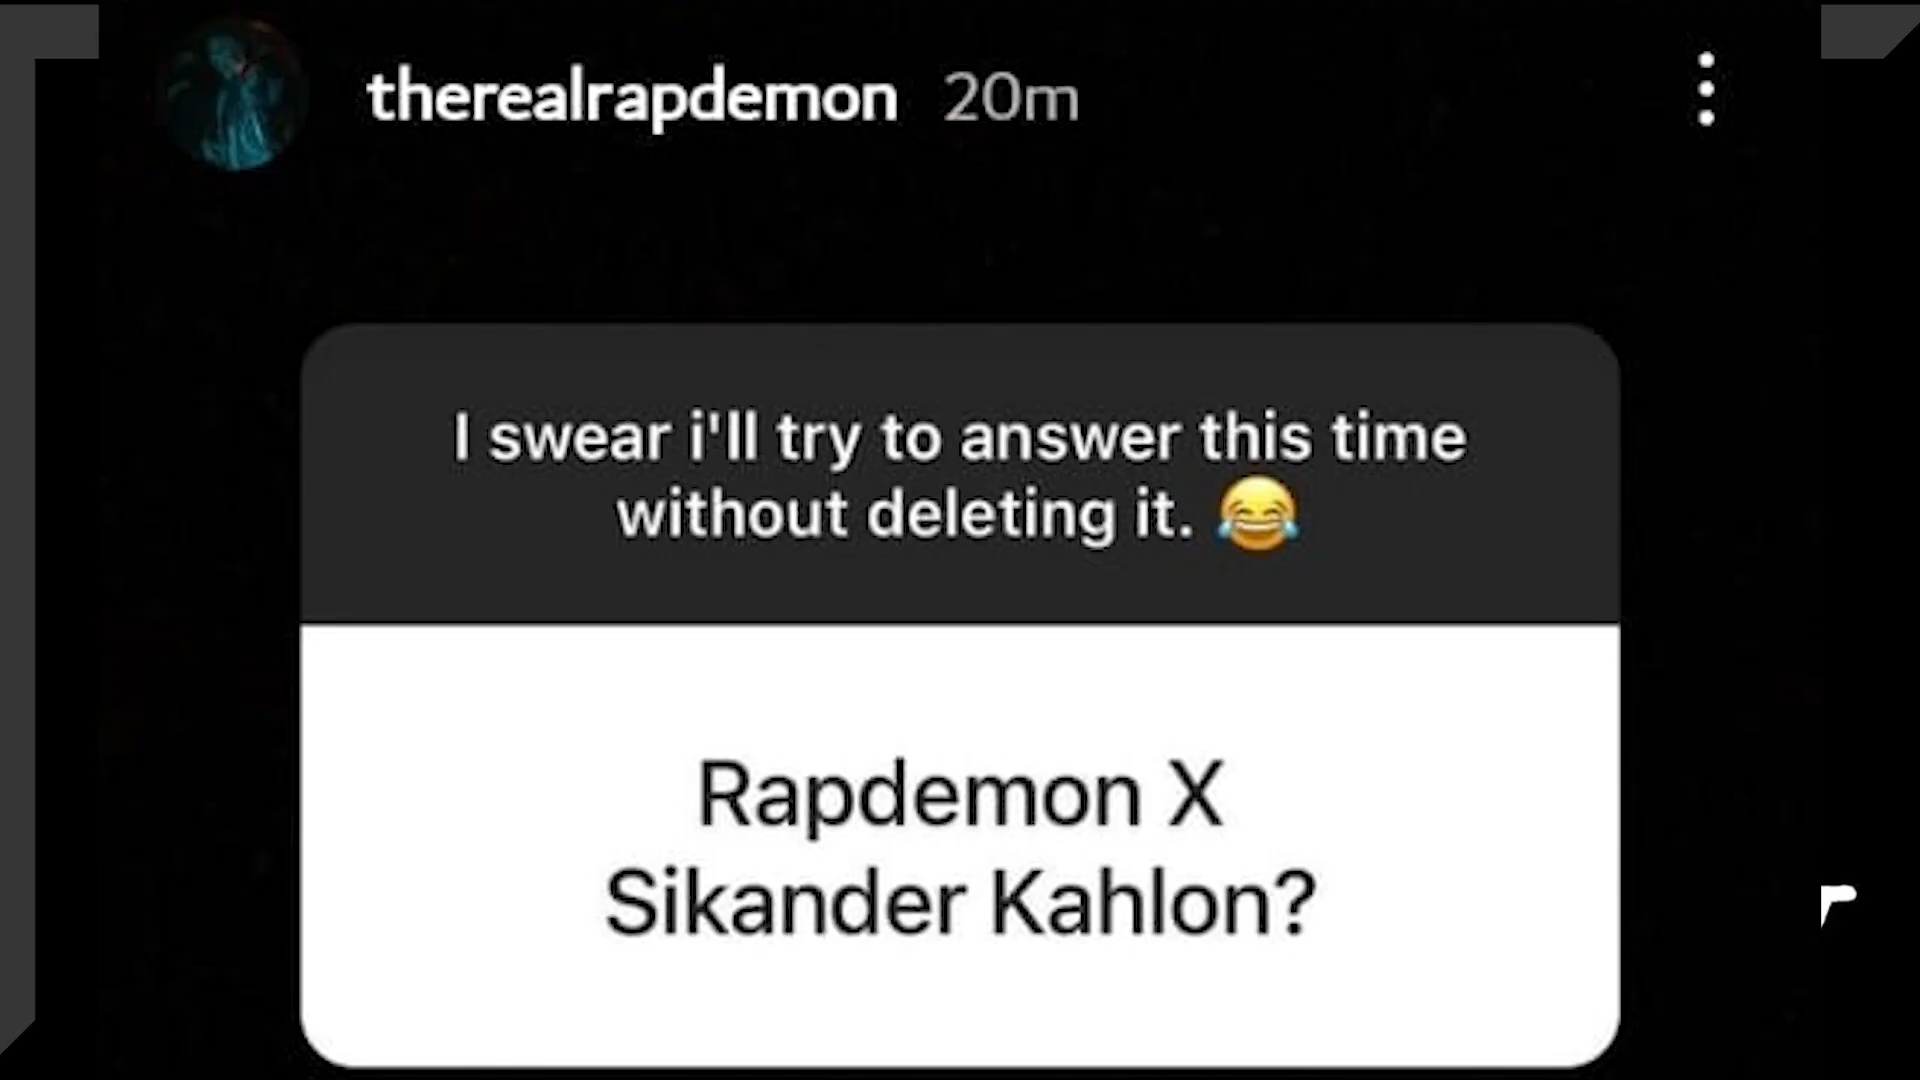 therealrapdemon 20m
I swear i'll try to answer this time
without deleting it. 😂
Rapdemon X
Sikander Kahlon?